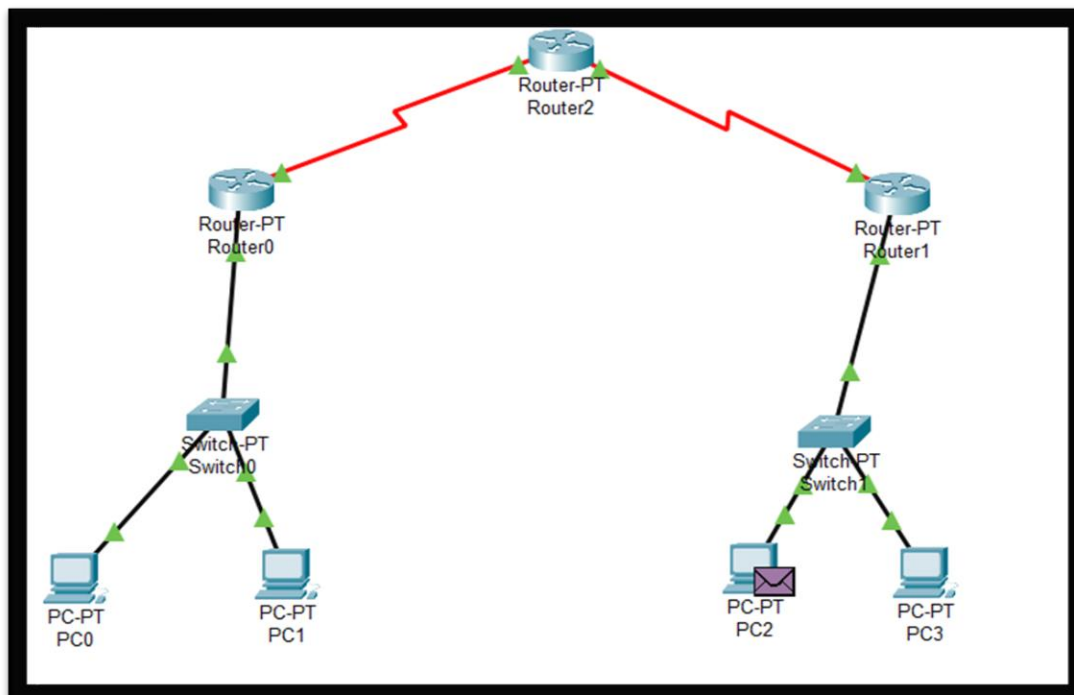 Router-PT
Router2
Router-PT
Router0
Router-PT
Router1
Switch-PT
Switch0
Switch-PT
Switch1
PC-PT
PC0
PC-PT
PC1
PC-PT
PC2
PC-PT
PC3